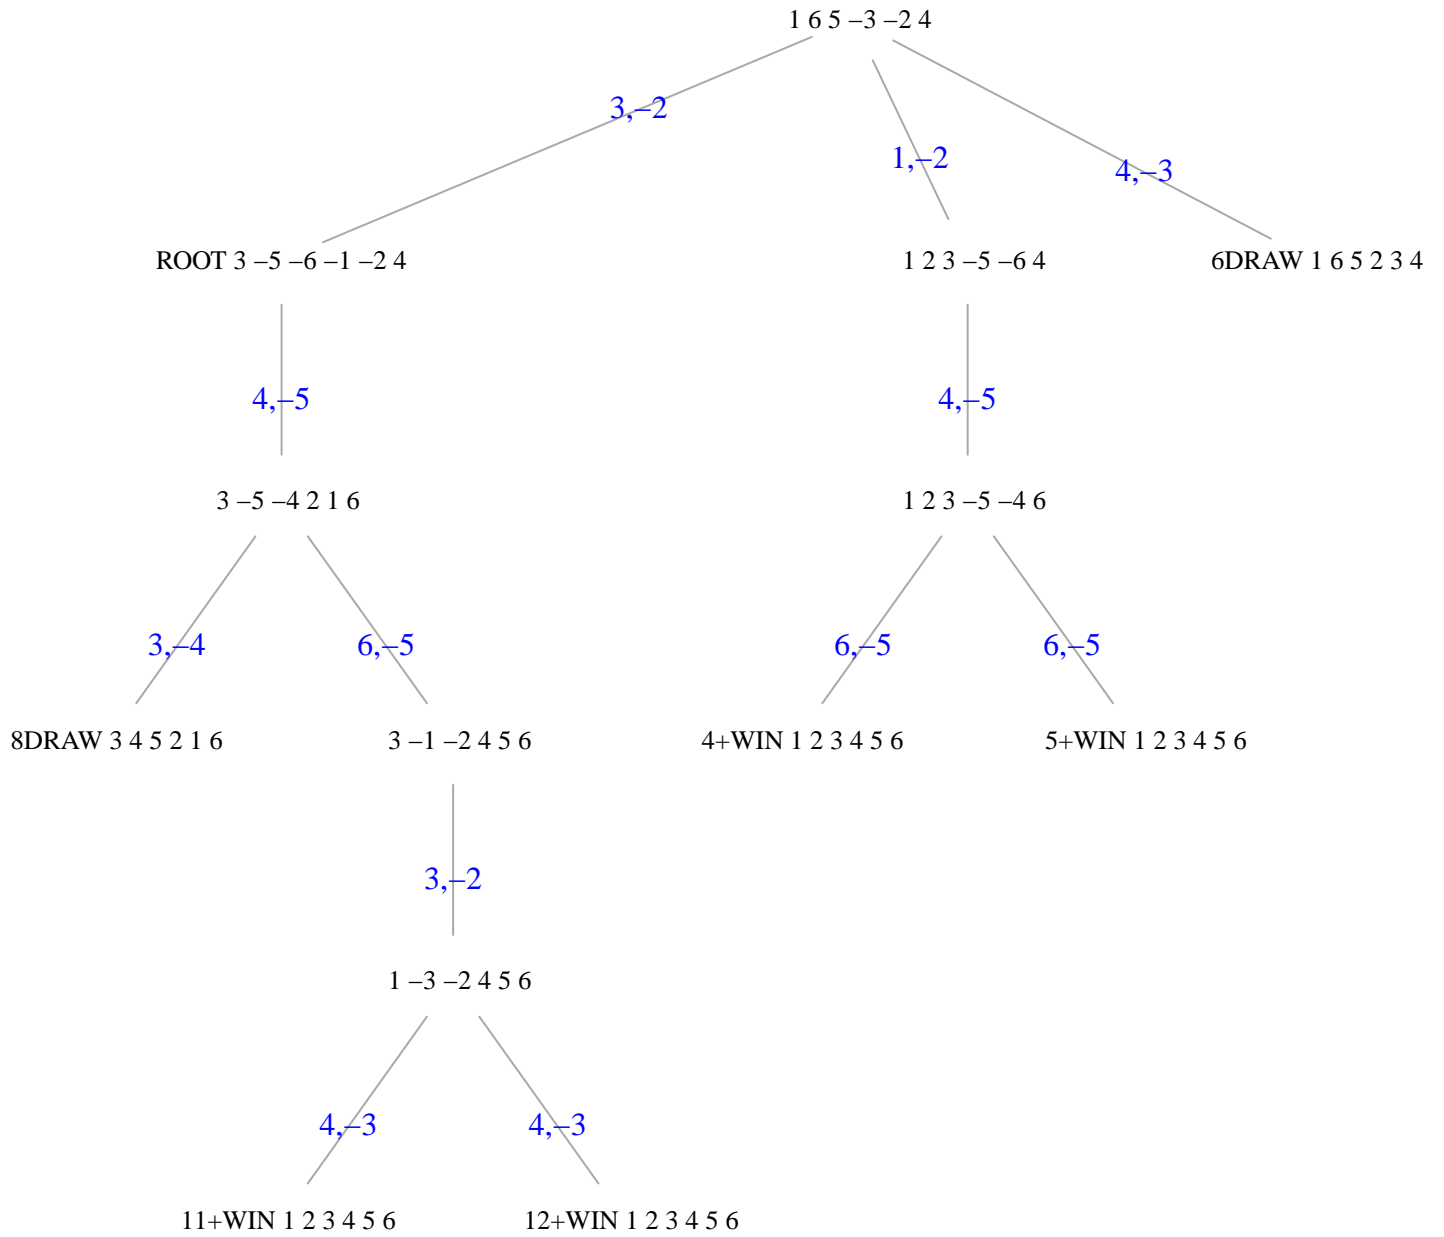 1 6 5 –3 –2 4
3,–2
1,–2
4,–3
ROOT 3 –5 –6 –1 –2 4
1 2 3 –5 –6 4
6DRAW 1 6 5 2 3 4
4,–5
4,–5
3 –5 –4 2 1 6
1 2 3 –5 –4 6
3,–4
6,–5
6,–5
6,–5
8DRAW 3 4 5 2 1 6
3 –1 –2 4 5 6
4+WIN 1 2 3 4 5 6
5+WIN 1 2 3 4 5 6
3,–2
1 –3 –2 4 5 6
4,–3
4,–3
11+WIN 1 2 3 4 5 6
12+WIN 1 2 3 4 5 6